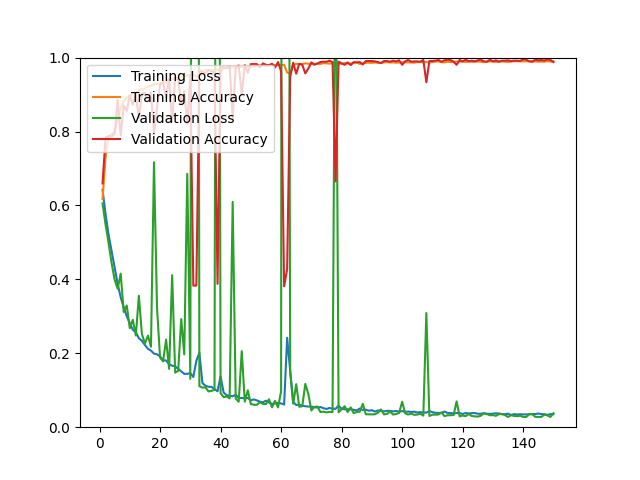 1.0
0.8
0.6
0.4
0.2
0.0
Training Loss
Training Accuracy
Validation Loss
Validation Accuracy
0 20 40 60 80 100 120 140